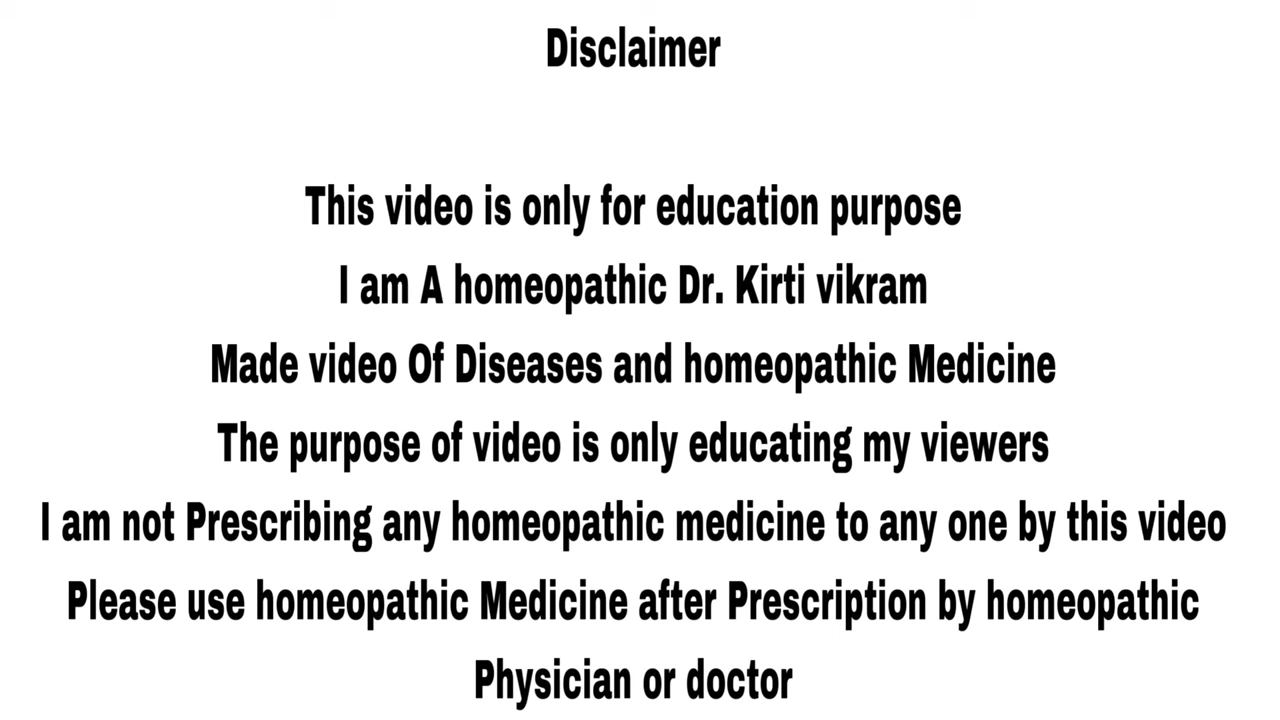 Disclaimer
This video is only for education purpose
I am A homeopathic Dr. Kirti vikram
Made video Of Diseases and homeopathic Medicine
The purpose of video is only educating my viewers
I am not Prescribing any homeopathic medicine to any one by this video
Please use homeopathic Medicine after Prescription by homeopathic
Physician or doctor